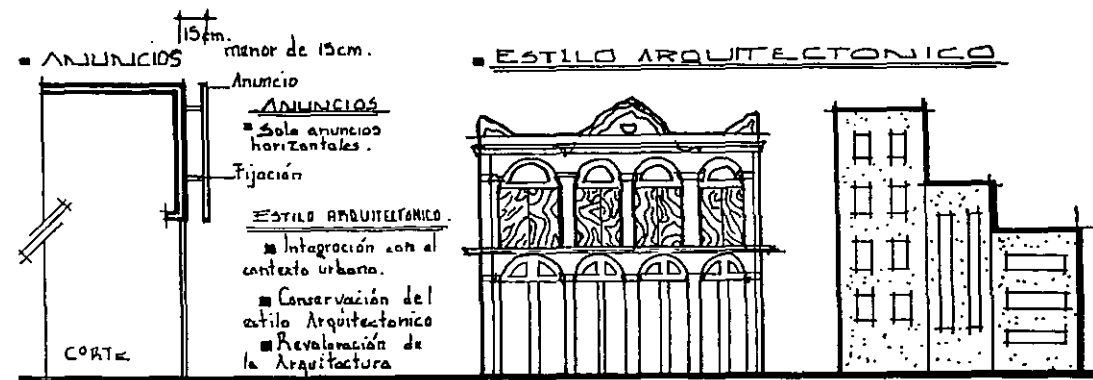 15cm.
■ ANUNCIOS
menor de 15cm.
Anuncio
ANUNCIOS
■ Solo anuncios
horizontales.
Fijación
ESTILO ARQUITECTONICO.
■ Integración con el
contexto urbano.
■ Conservación del
estilo Arquitectonico
■ Revaloración de
la Arquitectura
CORTE
■ ESTILO ARQUITECTONICO